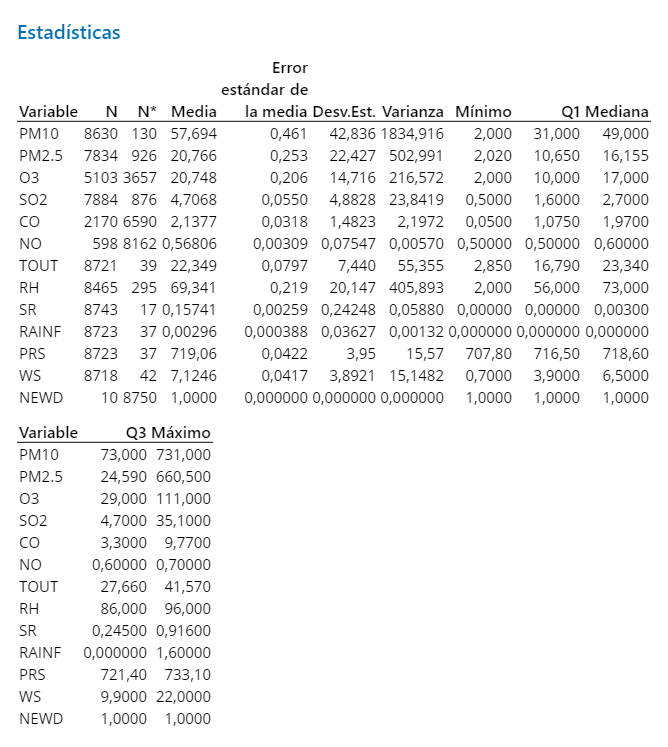 Estadísticas
Error
estándar de
Variable N N* Media la media Desv.Est. Varianza Mínimo Q1 Mediana
PM10 8630 130 57,694 0,461 42,836 1834,916 2,000 31,000 49,000
PM2.5 7834 926 20,766 0,253 22,427 502,991 2,020 10,650 16,155
O3 5103 3657 20,748 0,206 14,716 216,572 2,000 10,000 17,000
SO2 7884 876 4,7068 0,0550 4,8828 23,8419 0,5000 1,6000 2,7000
CO 2170 6590 2,1377 0,0318 1,4823 2,1972 0,0500 1,0750 1,9700
NO 598 8162 0,56806 0,00309 0,07547 0,00570 0,50000 0,50000 0,60000
TOUT 8721 39 22,349 0,0797 7,440 55,355 2,850 16,790 23,340
RH 8465 295 69,341 0,219 20,147 405,893 2,000 56,000 73,000
SR 8743 17 0,15741 0,00259 0,24248 0,05880 0,00000 0,00000 0,00300
RAINF 8723 37 0,00296 0,000388 0,03627 0,00132 0,000000 0,000000 0,000000
PRS 8723 37 719,06 0,0422 3,95 15,57 707,80 716,50 718,60
WS 8718 42 7,1246 0,0417 3,8921 15,1482 0,7000 3,9000 6,5000
NEWD 10 8750 1,0000 0,000000 0,000000 0,000000 1,0000 1,0000 1,0000
Variable Q3 Máximo
PM10 73,000 731,000
PM2.5 24,590 660,500
O3 29,000 111,000
SO2 4,7000 35,1000
CO 3,3000 9,7700
NO 0,60000 0,70000
TOUT 27,660 41,570
RH 86,000 96,000
SR 0,24500 0,91600
RAINF 0,000000 1,60000
PRS 721,40 733,10
WS 9,9000 22,0000
NEWD 1,0000 1,0000